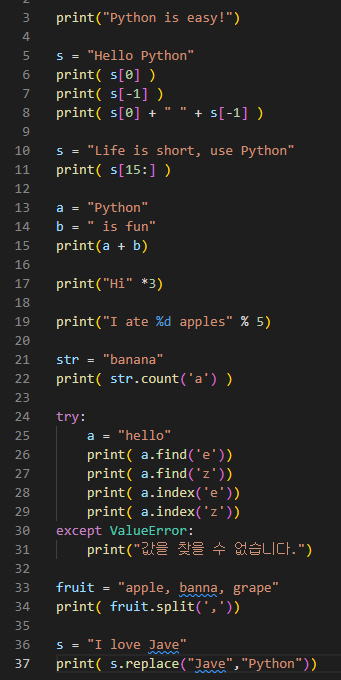 3 print("Python is easy!")
4
5 s = "Hello Python"
6 print( s[0] )
7 print( s[-1] )
8 print( s[0] + " " + s[-1] )
9
10 s = "Life is short, use Python"
11 print( s[15:] )
12
13 a = "Python"
14 b = " is fun"
15 print(a + b)
16
17 print("Hi" *3)
18
19 print("I ate %d apples" % 5)
20
21 str = "banana"
22 print( str.count('a') )
23
24 try:
25     a = "hello"
26     print( a.find('e'))
27     print( a.find('z'))
28     print( a.index('e'))
29     print( a.index('z'))
30 except ValueError:
31     print("값을 찾을 수 없습니다.")
32
33 fruit = "apple, banna, grape"
34 print( fruit.split(','))
35
36 s = "I love Jave"
37 print( s.replace("Jave","Python"))